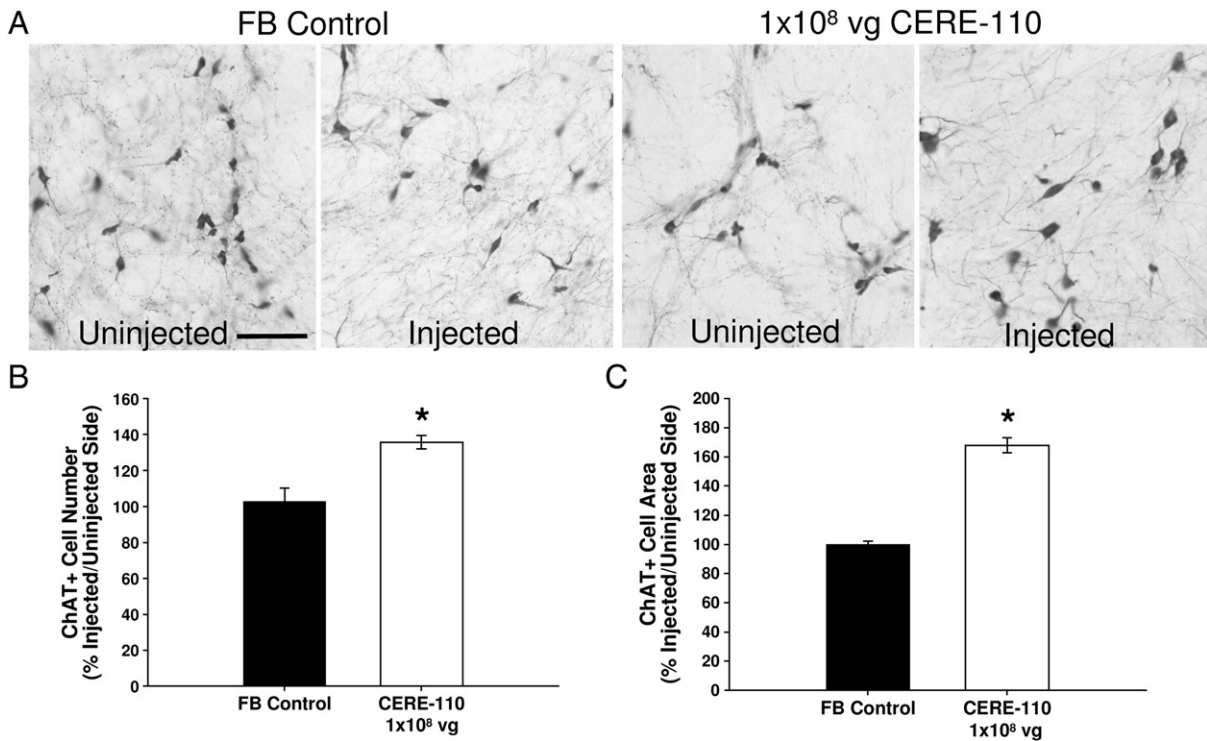 A
FB Control
1x10⁸ vg CERE-110
Uninjected
Injected
Uninjected
Injected
B
ChAT+ Cell Number
(% Injected/Uninjected Side)
160
140
120
100
80
60
40
20
0
*
FB Control
CERE-110
1x10⁸ vg
C
ChAT+ Cell Area
(% Injected/Uninjected Side)
200
180
160
140
120
100
80
60
40
20
0
*
FB Control
CERE-110
1x10⁸ vg